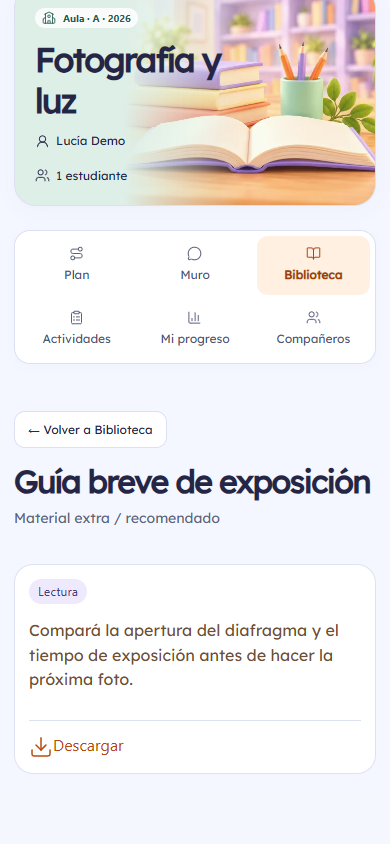 Aula · A · 2026
Fotografía y
luz
Lucía Demo
1 estudiante
Plan
Muro
Biblioteca
Actividades
Mi progreso
Compañeros
← Volver a Biblioteca
Guía breve de exposición
Material extra / recomendado
Lectura
Compará la apertura del diafragma y el
tiempo de exposición antes de hacer la
próxima foto.
Descargar